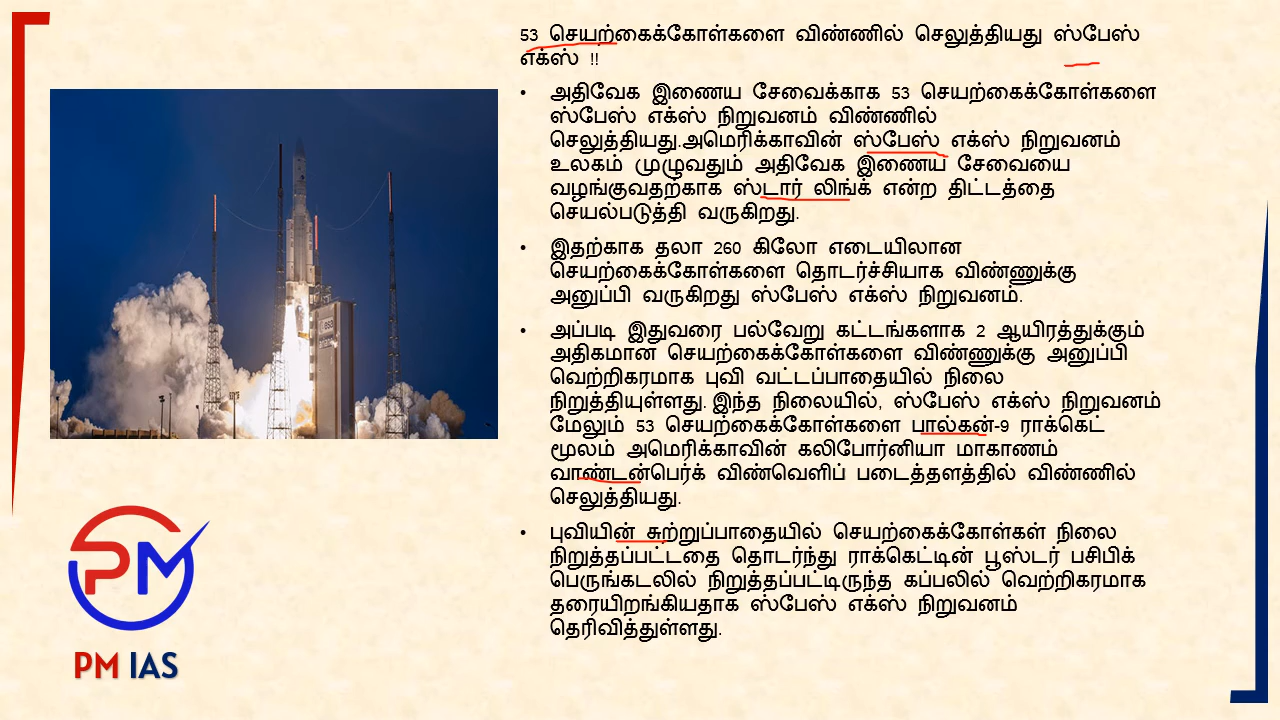 53 செயற்கைக்கோள்களை விண்ணில் செலுத்தியது ஸ்பேஸ்
எக்ஸ் !!
• அதிவேக இணைய சேவைக்காக 53 செயற்கைக்கோள்களை
ஸ்பேஸ் எக்ஸ் நிறுவனம் விண்ணில்
செலுத்தியது.அமெரிக்காவின் ஸ்பேஸ் எக்ஸ் நிறுவனம்
உலகம் முழுவதும் அதிவேக இணைய சேவையை
வழங்குவதற்காக ஸ்டார் லிங்க் என்ற திட்டத்தை
செயல்படுத்தி வருகிறது.
• இதற்காக தலா 260 கிலோ எடையிலான
செயற்கைக்கோள்களை தொடர்ச்சியாக விண்ணுக்கு
அனுப்பி வருகிறது ஸ்பேஸ் எக்ஸ் நிறுவனம்.
• அப்படி இதுவரை பல்வேறு கட்டங்களாக 2 ஆயிரத்துக்கும்
அதிகமான செயற்கைக்கோள்களை விண்ணுக்கு அனுப்பி
வெற்றிகரமாக புவி வட்டப்பாதையில் நிலை
நிறுத்தியுள்ளது. இந்த நிலையில், ஸ்பேஸ் எக்ஸ் நிறுவனம்
மேலும் 53 செயற்கைக்கோள்களை பால்கன்-9 ராக்கெட்
மூலம் அமெரிக்காவின் கலிபோர்னியா மாகாணம்
வாண்டன்பெர்க் விண்வெளிப் படைத்தளத்தில் விண்ணில்
செலுத்தியது.
• புவியின் சுற்றுப்பாதையில் செயற்கைக்கோள்கள் நிலை
நிறுத்தப்பட்டதை தொடர்ந்து ராக்கெட்டின் பூஸ்டர் பசிபிக்
பெருங்கடலில் நிறுத்தப்பட்டிருந்த கப்பலில் வெற்றிகரமாக
தரையிறங்கியதாக ஸ்பேஸ் எக்ஸ் நிறுவனம்
தெரிவித்துள்ளது.
PM
PM IAS